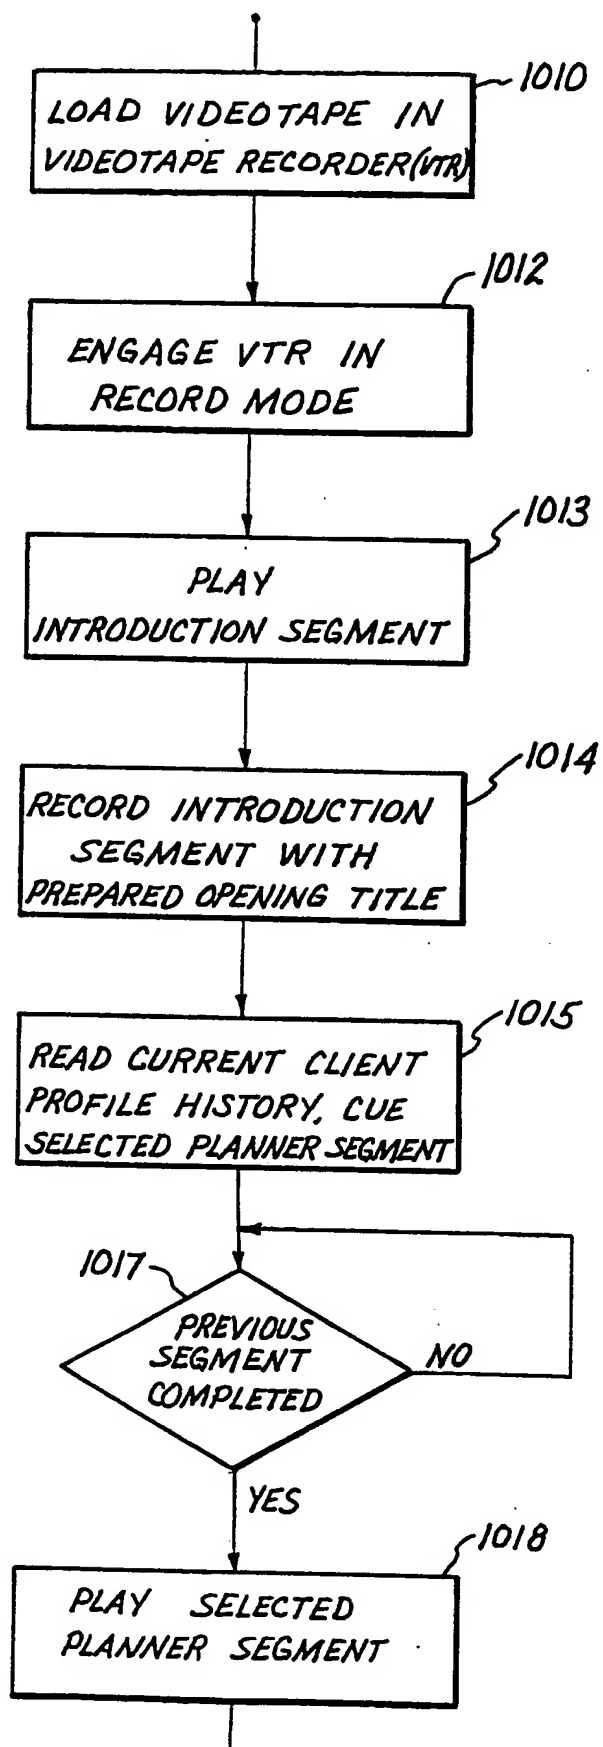 1010
LOAD VIDEOTAPE IN
VIDEOTAPE RECORDER(VTR)
1012
ENGAGE VTR IN
RECORD MODE
1013
PLAY
INTRODUCTION SEGMENT
1014
RECORD INTRODUCTION
SEGMENT WITH
PREPARED OPENING TITLE
1015
READ CURRENT CLIENT
PROFILE HISTORY, CUE
SELECTED PLANNER SEGMENT
1017
PREVIOUS
SEGMENT
COMPLETED
NO
YES
1018
PLAY SELECTED
PLANNER SEGMENT